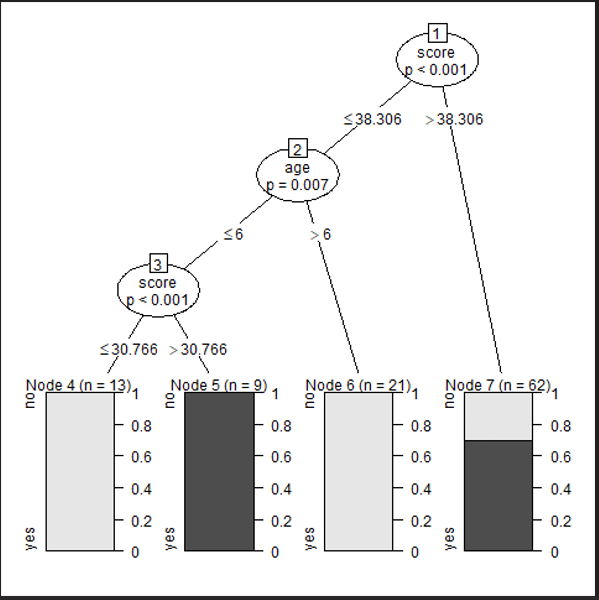 1
score
p < 0.001
≤38.306 >38.306
2
age
p = 0.007
≤6 >6
3
score
p < 0.001
≤30.766 >30.766
Node 4 (n = 13) Node 5 (n = 9) Node 6 (n = 21) Node 7 (n = 62)
no 1 no 1 no 1 no 1
0.8 0.8 0.8 0.8
0.6 0.6 0.6 0.6
0.4 0.4 0.4 0.4
0.2 0.2 0.2 0.2
yes 0 yes 0 yes 0 yes 0